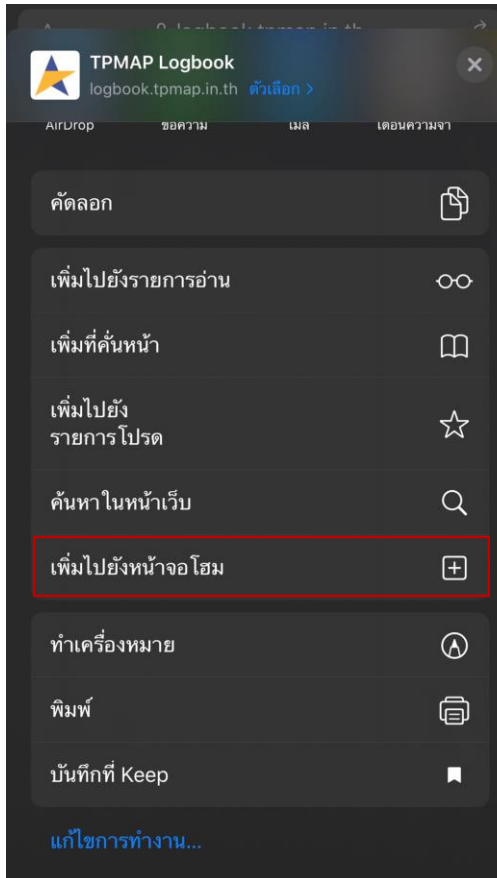 TPMAP Logbook
logbook.tpmap.in.th ตัวเลือก >
AirDrop ข้อความ เมล เตือนความจำ
คัดลอก
เพิ่มไปยังรายการอ่าน
เพิ่มที่คั่นหน้า
เพิ่มไปยัง
รายการโปรด
ค้นหาในหน้าเว็บ
เพิ่มไปยังหน้าจอโฮม
ทำเครื่องหมาย
พิมพ์
บันทึกที่ Keep
แก้ไขการทำงาน...